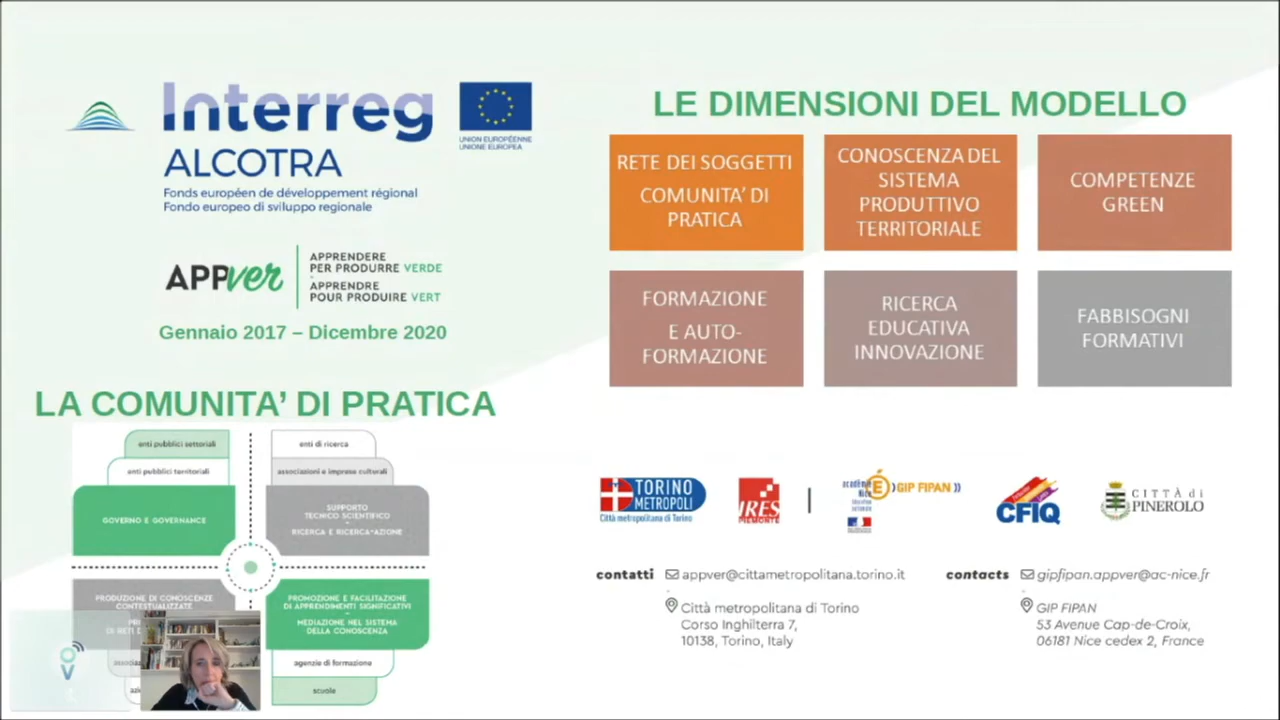 Interreg
ALCOTRA
UNION EUROPÉENNE
UNIONE EUROPEA
Fonds européen de développement régional
Fondo europeo di sviluppo regionale
APPver
APPRENDERE
PER PRODURRE VERDE
APPRENDRE
POUR PRODUIRE VERT
Gennaio 2017 – Dicembre 2020
LE DIMENSIONI DEL MODELLO
RETE DEI SOGGETTI
COMUNITA' DI
PRATICA
CONOSCENZA DEL
SISTEMA
PRODUTTIVO
TERRITORIALE
COMPETENZE
GREEN
FORMAZIONE
E AUTO-
FORMAZIONE
RICERCA
EDUCATIVA
INNOVAZIONE
FABBISOGNI
FORMATIVI
LA COMUNITA' DI PRATICA
enti pubblici settoriali
enti pubblici territoriali
GOVERNO E GOVERNANCE
enti di ricerca
associazioni e imprese culturali
SUPPORTO
TECNICO SCIENTIFICO
RICERCA E RICERCA-AZIONE
PRODUZIONE DI CONOSCENZE
CONTESTUALIZZATE
DI RETI
PROMOZIONE E FACILITAZIONE
DI APPRENDIMENTI SIGNIFICATIVI
MEDIAZIONE NEL SISTEMA
DELLA CONOSCENZA
agenzie di formazione
scuole
TORINO
METROPOLI
Città metropolitana di Torino
IRES
PIEMONTE
académie
Nice
GIP FIPAN
CFIQ
CITTÀ di
PINEROLO
contatti appver@cittametropolitana.torino.it
Città metropolitana di Torino
Corso Inghilterra 7,
10138, Torino, Italy
contacts gipfipan.appver@ac-nice.fr
GIP FIPAN
53 Avenue Cap-de-Croix,
06181 Nice cedex 2, France